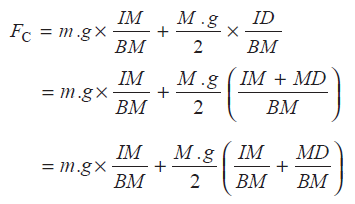 F_C = m.g × IM/BM + M.g/2 × ID/BM
= m.g × IM/BM + M.g/2 (IM + MD/BM)
= m.g × IM/BM + M.g/2 (IM/BM + MD/BM)